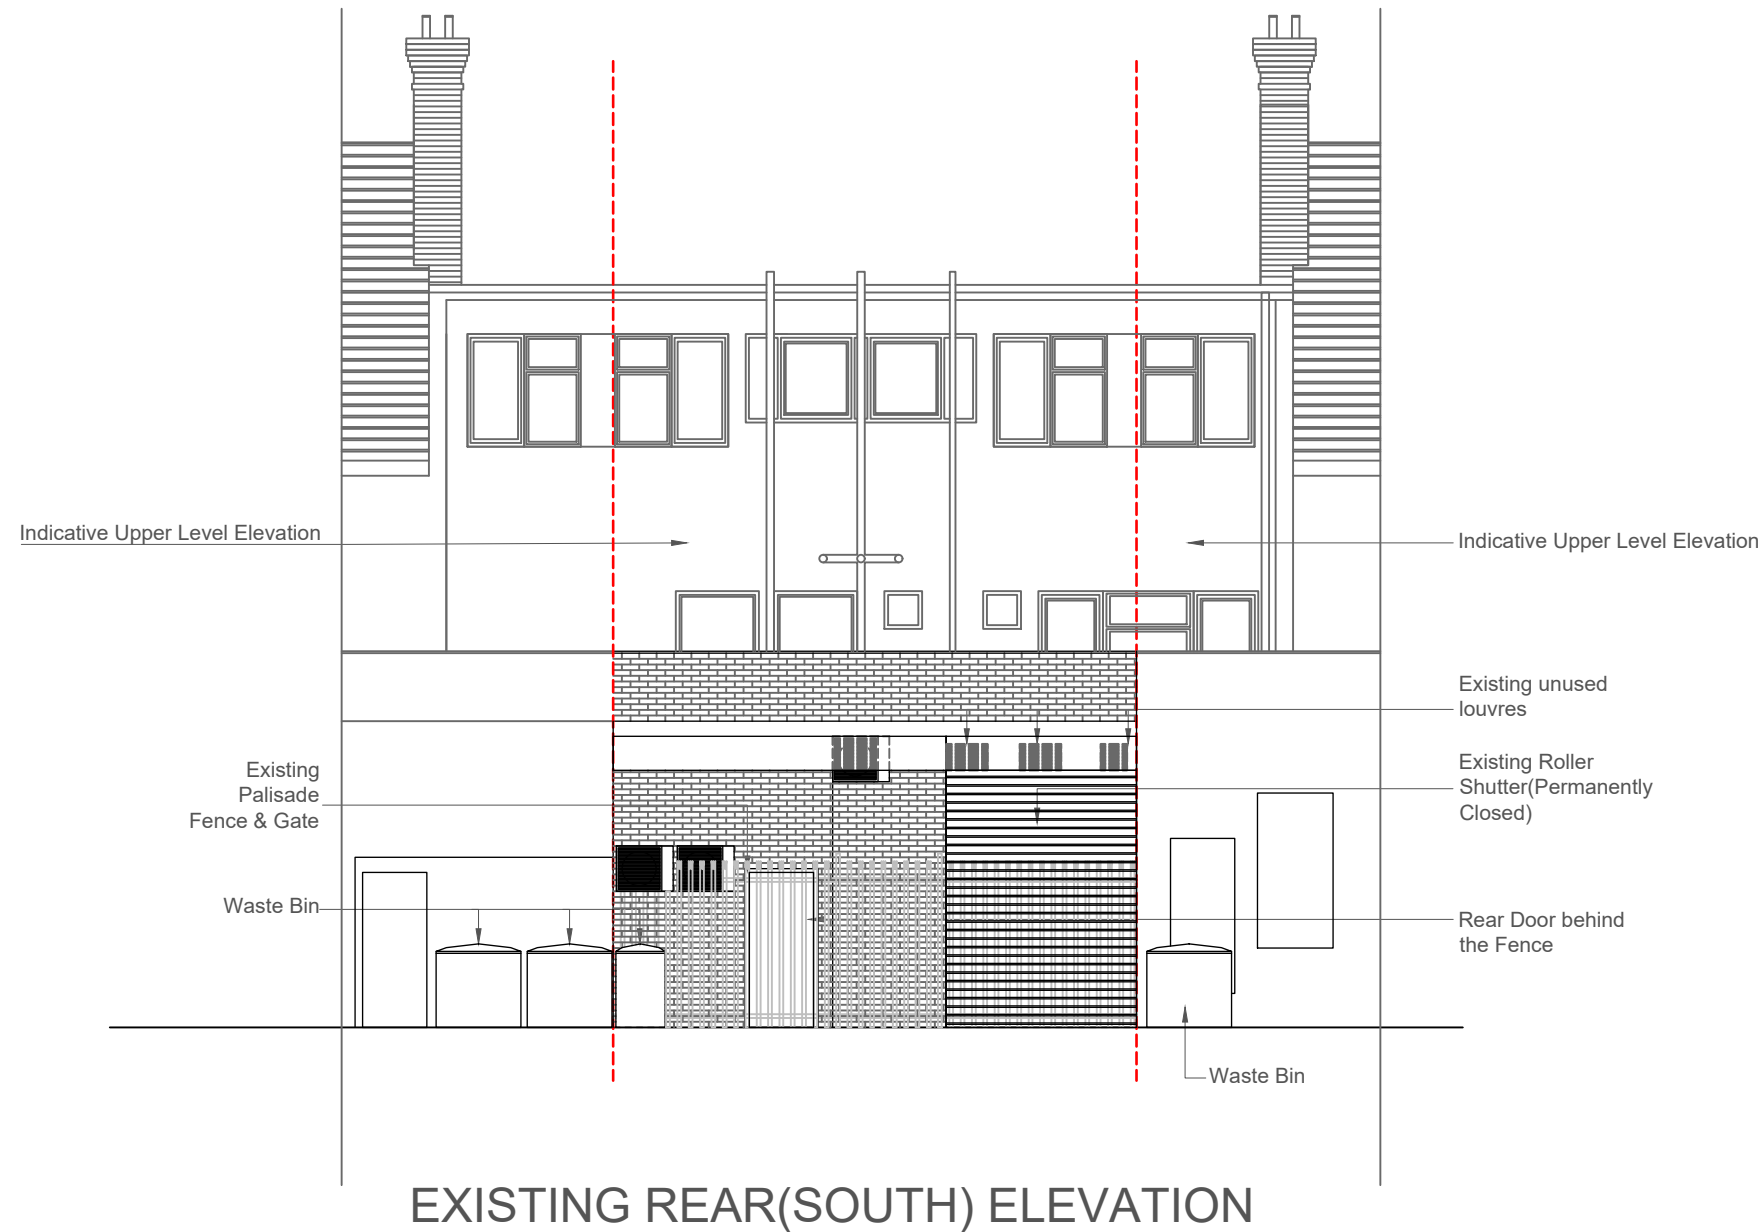 Indicative Upper Level Elevation
Indicative Upper Level Elevation
Existing unused
louvres
Existing
Palisade
Fence & Gate
Existing Roller
Shutter(Permanently
Closed)
Waste Bin
Rear Door behind
the Fence
Waste Bin
EXISTING REAR(SOUTH) ELEVATION